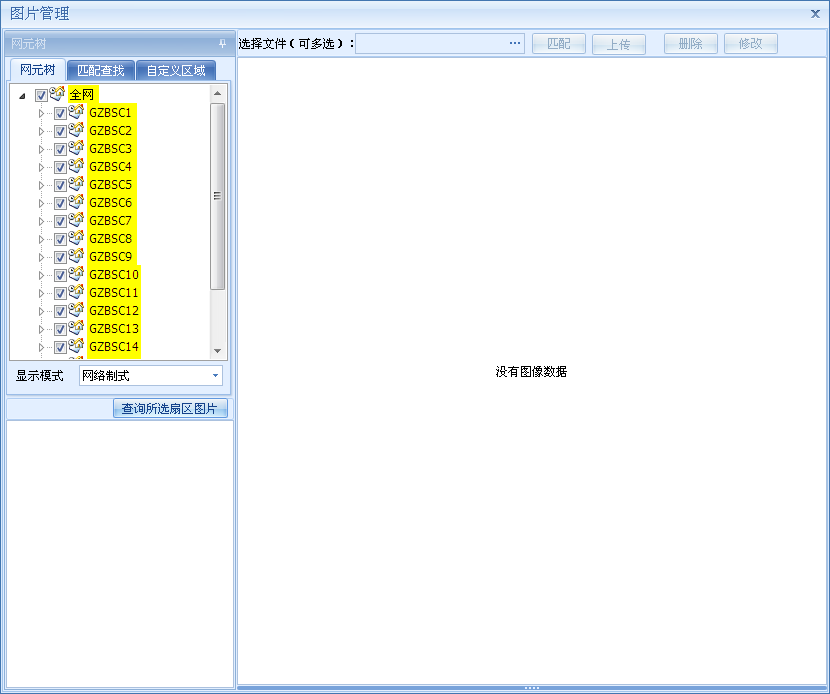 图片管理
网元树
选择文件(可多选):
匹配
上传
删除
修改
网元树
匹配查找
自定义区域
全网
GZBSC1
GZBSC2
GZBSC3
GZBSC4
GZBSC5
GZBSC6
GZBSC7
GZBSC8
GZBSC9
GZBSC10
GZBSC11
GZBSC12
GZBSC13
GZBSC14
显示模式
网络制式
查询所选扇区图片
没有图像数据